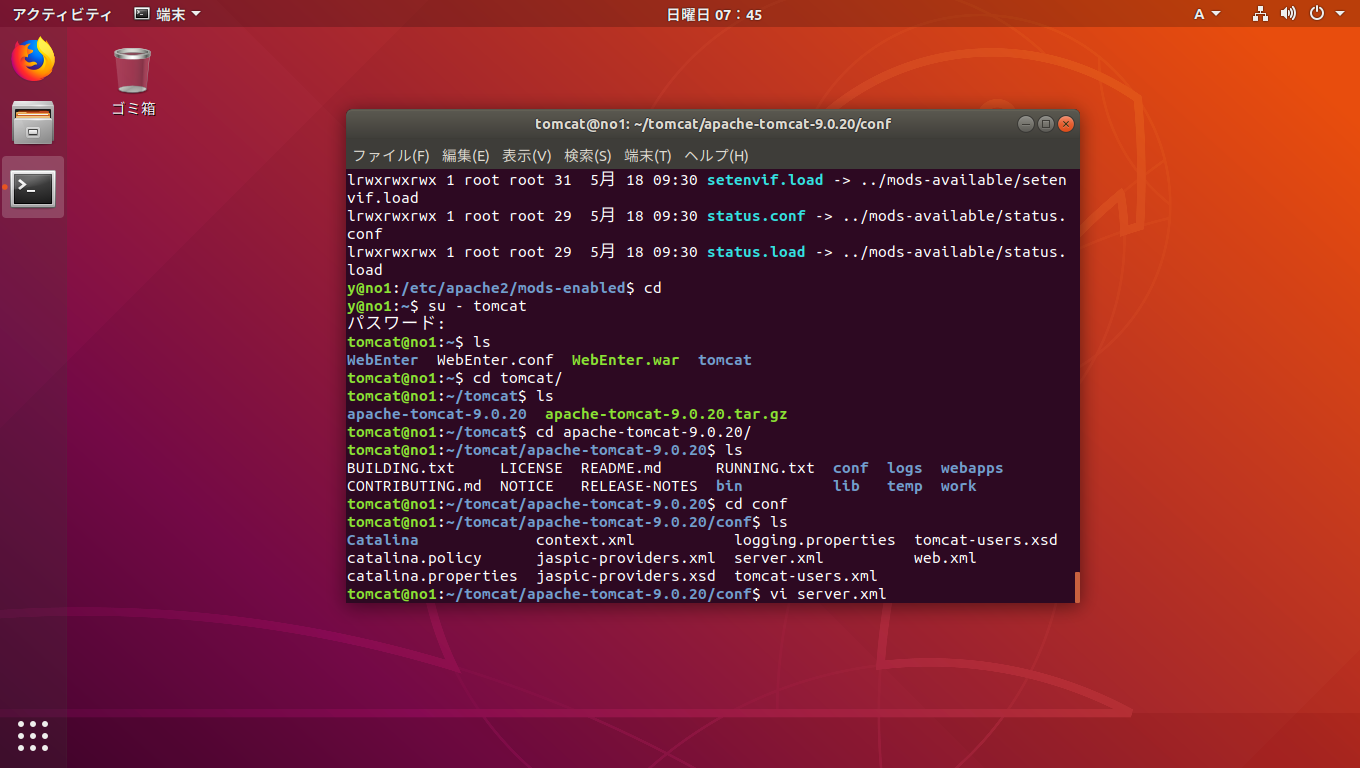 アクティビティ 端末 日曜日 07：45 A
ゴミ箱
tomcat@no1: ~/tomcat/apache-tomcat-9.0.20/conf
ファイル(F) 編集(E) 表示(V) 検索(S) 端末(T) ヘルプ(H)
lrwxrwxrwx 1 root root 31  5月 18 09:30 setenvif.load -> ../mods-available/seten
vif.load
lrwxrwxrwx 1 root root 29  5月 18 09:30 status.conf -> ../mods-available/status.
conf
lrwxrwxrwx 1 root root 29  5月 18 09:30 status.load -> ../mods-available/status.
load
y@no1:/etc/apache2/mods-enabled$ cd
y@no1:~$ su - tomcat
パスワード:
tomcat@no1:~$ ls
WebEnter  WebEnter.conf  WebEnter.war  tomcat
tomcat@no1:~$ cd tomcat/
tomcat@no1:~/tomcat$ ls
apache-tomcat-9.0.20  apache-tomcat-9.0.20.tar.gz
tomcat@no1:~/tomcat$ cd apache-tomcat-9.0.20/
tomcat@no1:~/tomcat/apache-tomcat-9.0.20$ ls
BUILDING.txt     LICENSE  README.md      RUNNING.txt  conf  logs  webapps
CONTRIBUTING.md  NOTICE   RELEASE-NOTES  bin          lib   temp  work
tomcat@no1:~/tomcat/apache-tomcat-9.0.20$ cd conf
tomcat@no1:~/tomcat/apache-tomcat-9.0.20/conf$ ls
Catalina             context.xml           logging.properties  tomcat-users.xsd
catalina.policy      jaspic-providers.xml  server.xml          web.xml
catalina.properties  jaspic-providers.xsd  tomcat-users.xml
tomcat@no1:~/tomcat/apache-tomcat-9.0.20/conf$ vi server.xml